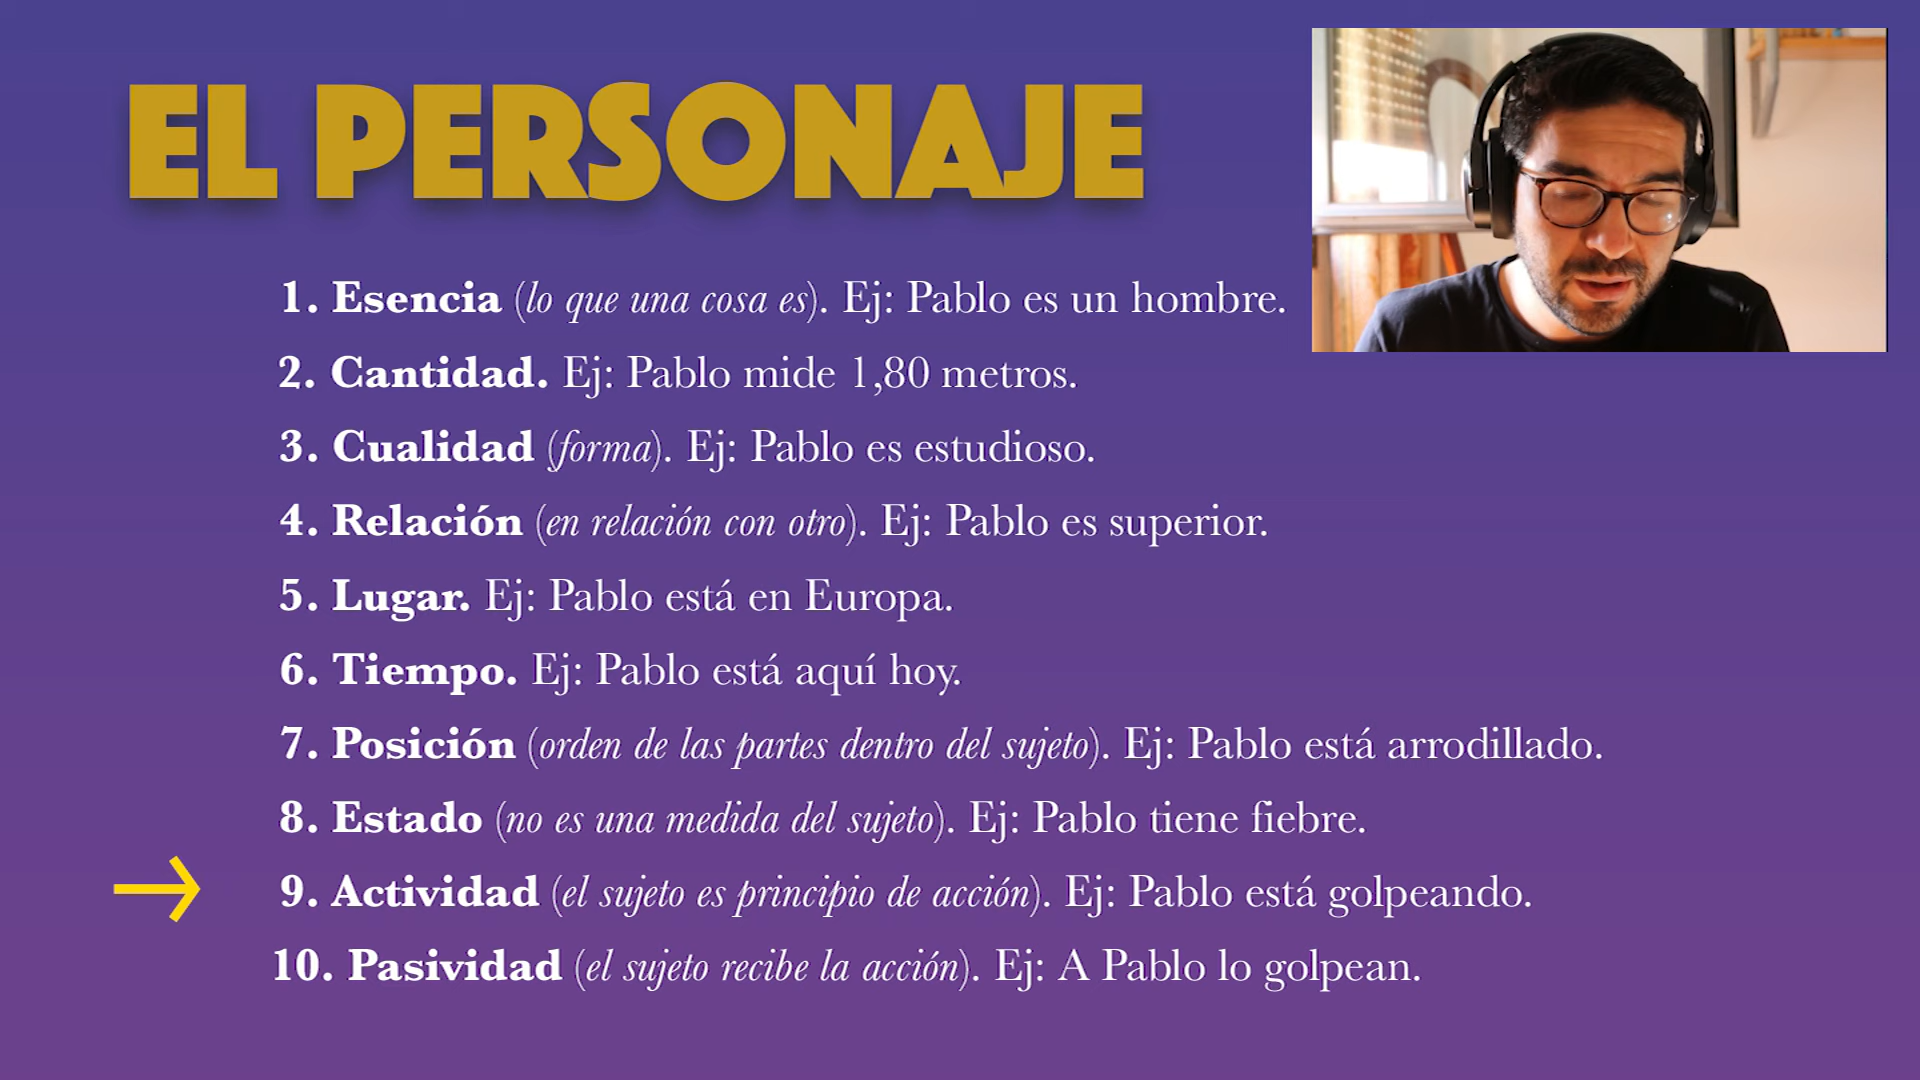 EL PERSONAJE
1. Esencia (lo que una cosa es). Ej: Pablo es un hombre.
2. Cantidad. Ej: Pablo mide 1,80 metros.
3. Cualidad (forma). Ej: Pablo es estudioso.
4. Relación (en relación con otro). Ej: Pablo es superior.
5. Lugar. Ej: Pablo está en Europa.
6. Tiempo. Ej: Pablo está aquí hoy.
7. Posición (orden de las partes dentro del sujeto). Ej: Pablo está arrodillado.
8. Estado (no es una medida del sujeto). Ej: Pablo tiene fiebre.
9. Actividad (el sujeto es principio de acción). Ej: Pablo está golpeando.
10. Pasividad (el sujeto recibe la acción). Ej: A Pablo lo golpean.